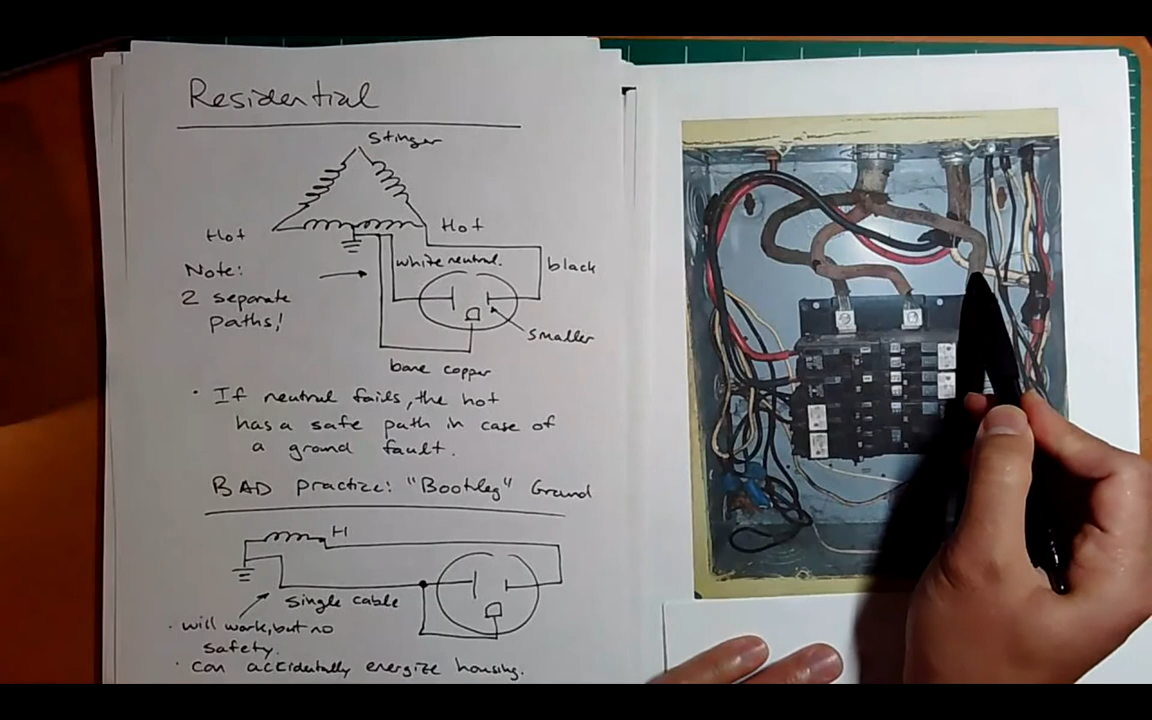 Residential
Stinger
Hot
Hot
Note:
2 separate
paths!
white neutral.
black
smaller
bare copper
• If neutral fails, the hot
has a safe path in case of
a ground fault.
BAD practice: "Bootleg" Ground
H
single cable
• will work, but no
safety.
• can accidentally energize housing.